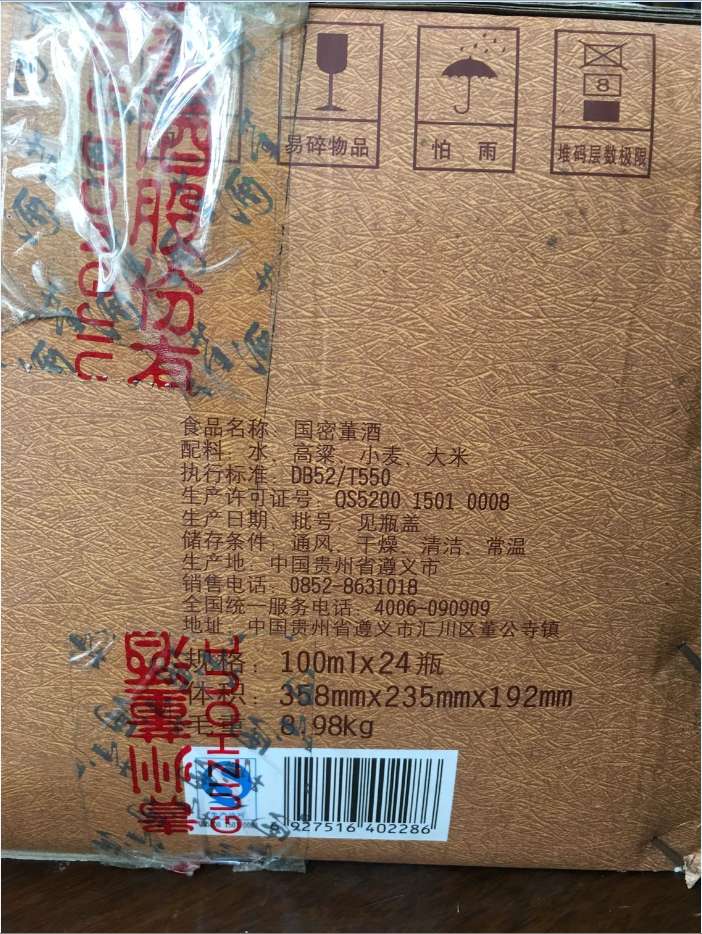 易碎物品
怕 雨
8
堆码层数极限
酒股份有
食品名称：国密董酒
配料：水、高粱、小麦、大米
执行标准：DB52/T550
生产许可证号：QS5200 1501 0008
生产日期、批号：见瓶盖
储存条件：通风、干燥、清洁、常温
生产地：中国贵州省遵义市
销售电话：0852-8631018
全国统一服务电话：4006-090909
地址：中国贵州省遵义市汇川区董公寺镇
规格：100mlx24瓶
体积：358mmx235mmx192mm
毛重：8.98kg
贵州董酒
GUIZHOU
927516 402286